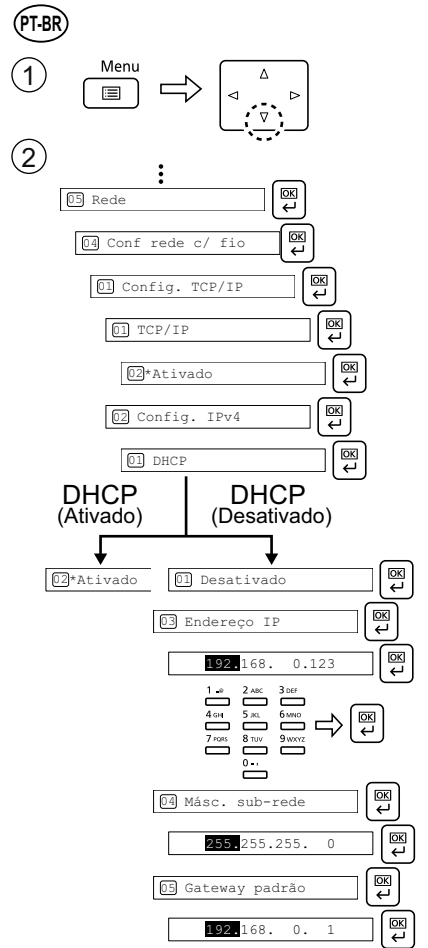 PT-BR
1
Menu
2
05 Rede OK
04 Conf rede c/ fio OK
01 Config. TCP/IP OK
01 TCP/IP OK
02*Ativado OK
02 Config. IPv4 OK
01 DHCP OK
DHCP DHCP
(Ativado) (Desativado)
02*Ativado 01 Desativado OK
03 Endereço IP OK
192.168. 0.123 OK
1 .@ 2 ABC 3 DEF
4 GHI 5 JKL 6 MNO OK
7 PQRS 8 TUV 9 WXYZ
0 -,
04 Másc. sub-rede OK
255.255.255. 0 OK
05 Gateway padrão OK
192.168. 0. 1 OK